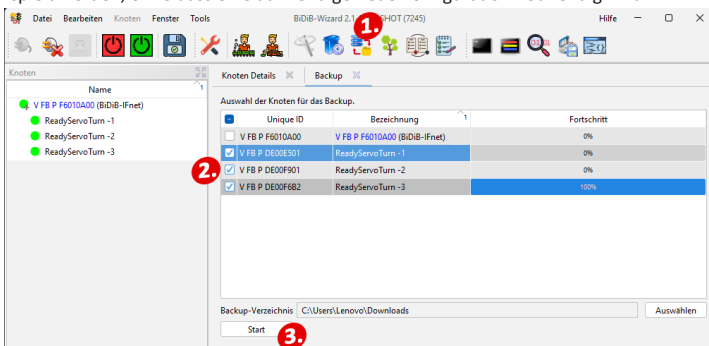 Datei Bearbeiten Knoten Fenster Tools BiDiB-Wizard 2.1 SHOT (7245) Hilfe
1.
Knoten
Name 1
V FB P F6010A00 (BiDiB-IFnet)
ReadyServoTurn -1
ReadyServoTurn -2
ReadyServoTurn -3
Knoten Details Backup
Auswahl der Knoten für das Backup.
Unique ID Bezeichnung 1 Fortschritt
V FB P F6010A00 V FB P F6010A00 (BiDiB-IFnet) 0%
V FB P DE00E501 ReadyServoTurn -1 0%
2. V FB P DE00F901 ReadyServoTurn -2 0%
V FB P DE00F6B2 ReadyServoTurn -3 100%
Backup-Verzeichnis C:\Users\Lenovo\Downloads Auswählen
Start
3.